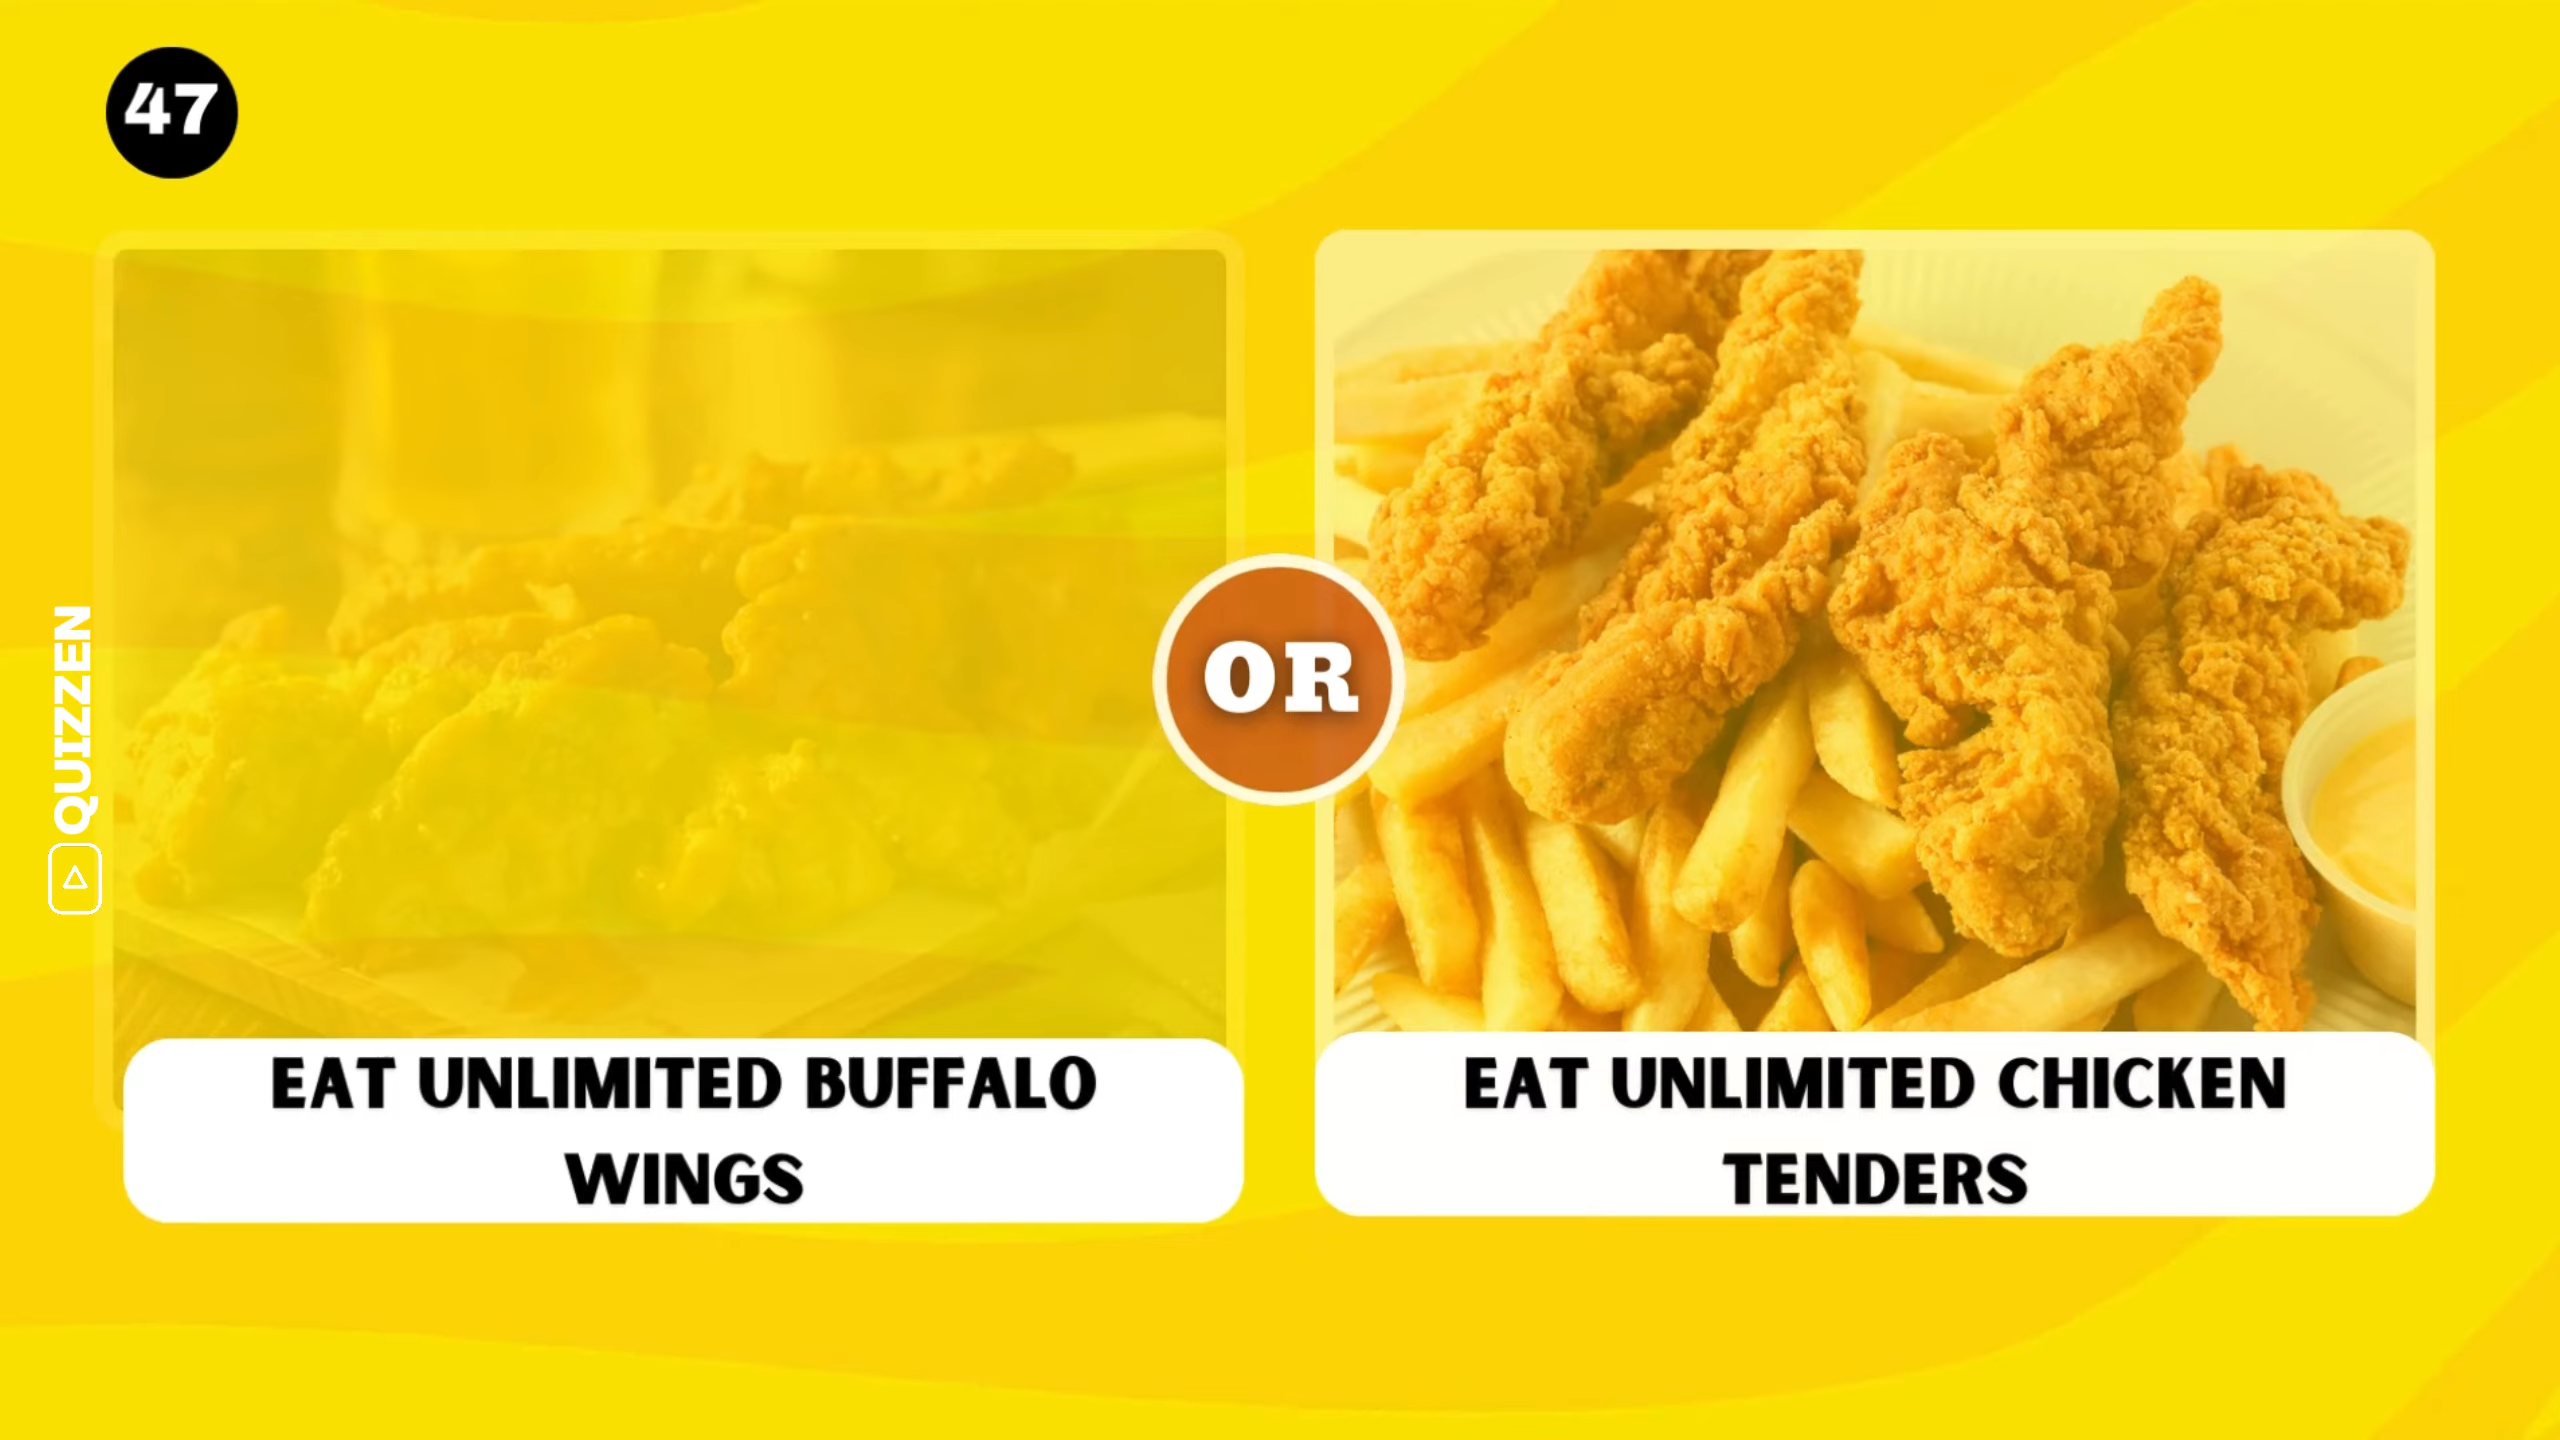 47
EAT UNLIMITED BUFFALO
WINGS
OR
EAT UNLIMITED CHICKEN
TENDERS
QUIZZEN